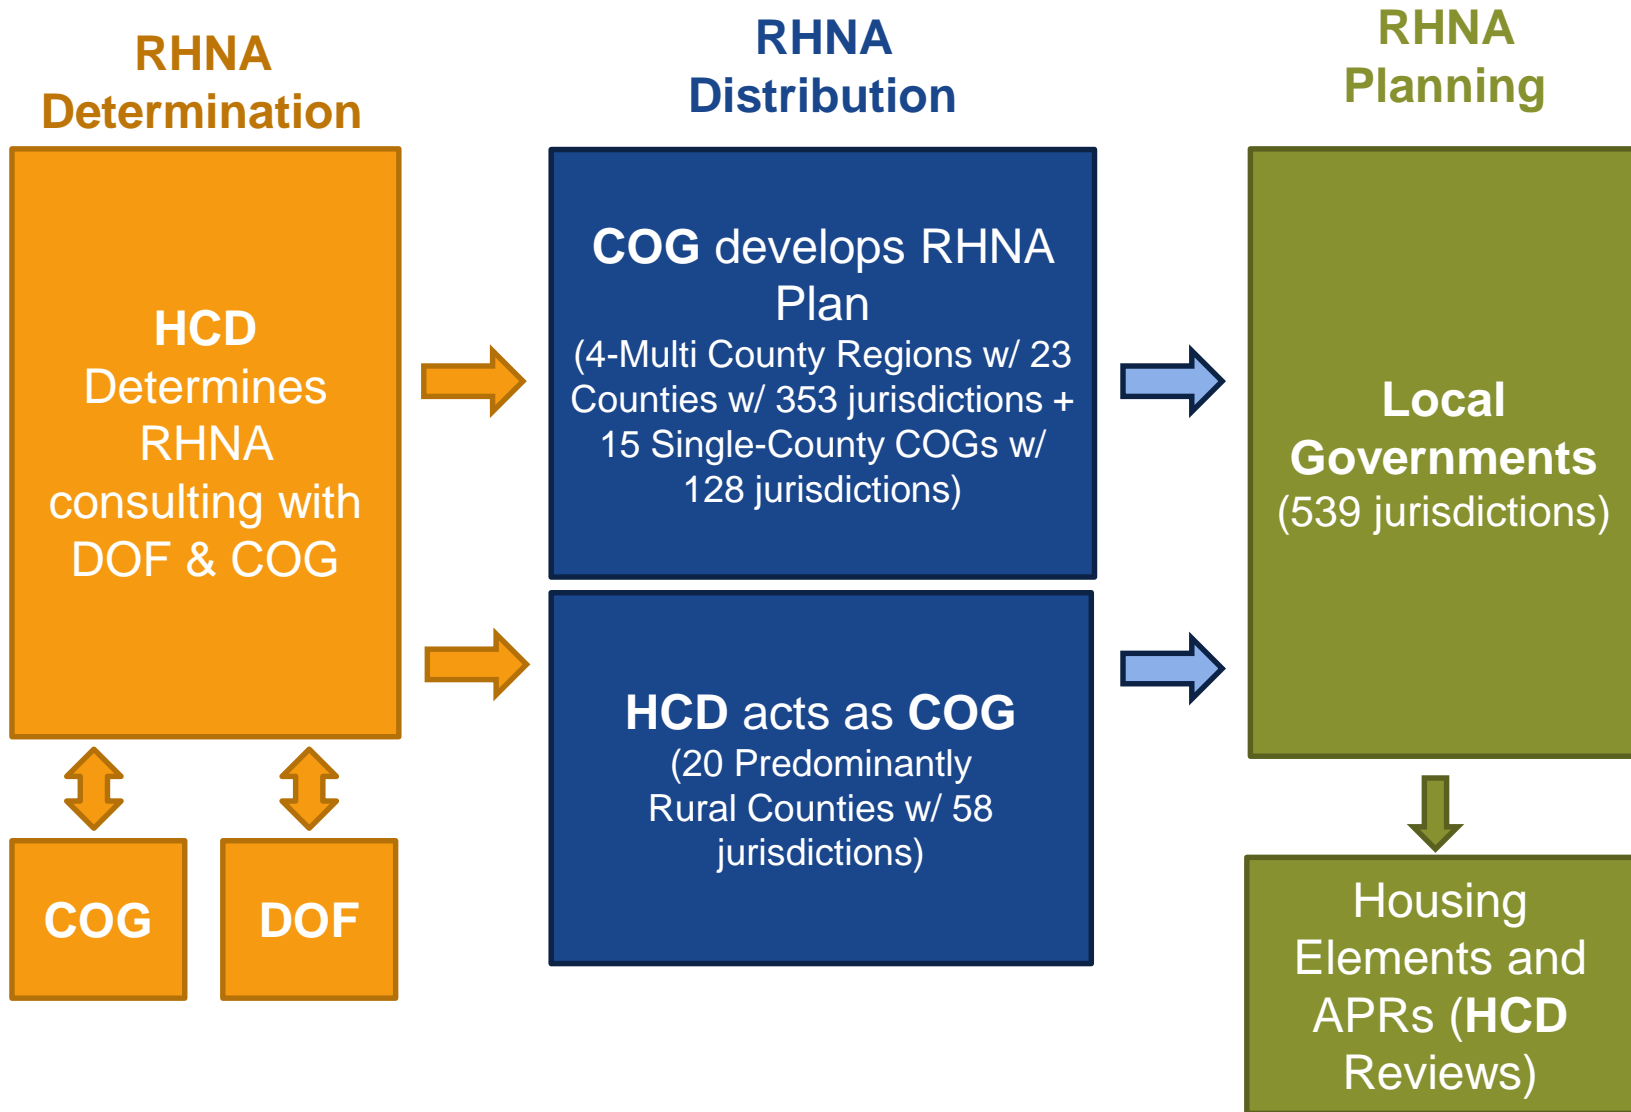 RHNA
Determination
HCD
Determines
RHNA
consulting with
DOF & COG
COG
DOF
RHNA
Distribution
COG develops RHNA
Plan
(4-Multi County Regions w/ 23
Counties w/ 353 jurisdictions +
15 Single-County COGs w/
128 jurisdictions)
HCD acts as COG
(20 Predominantly
Rural Counties w/ 58
jurisdictions)
RHNA
Planning
Local
Governments
(539 jurisdictions)
Housing
Elements and
APRs (HCD
Reviews)